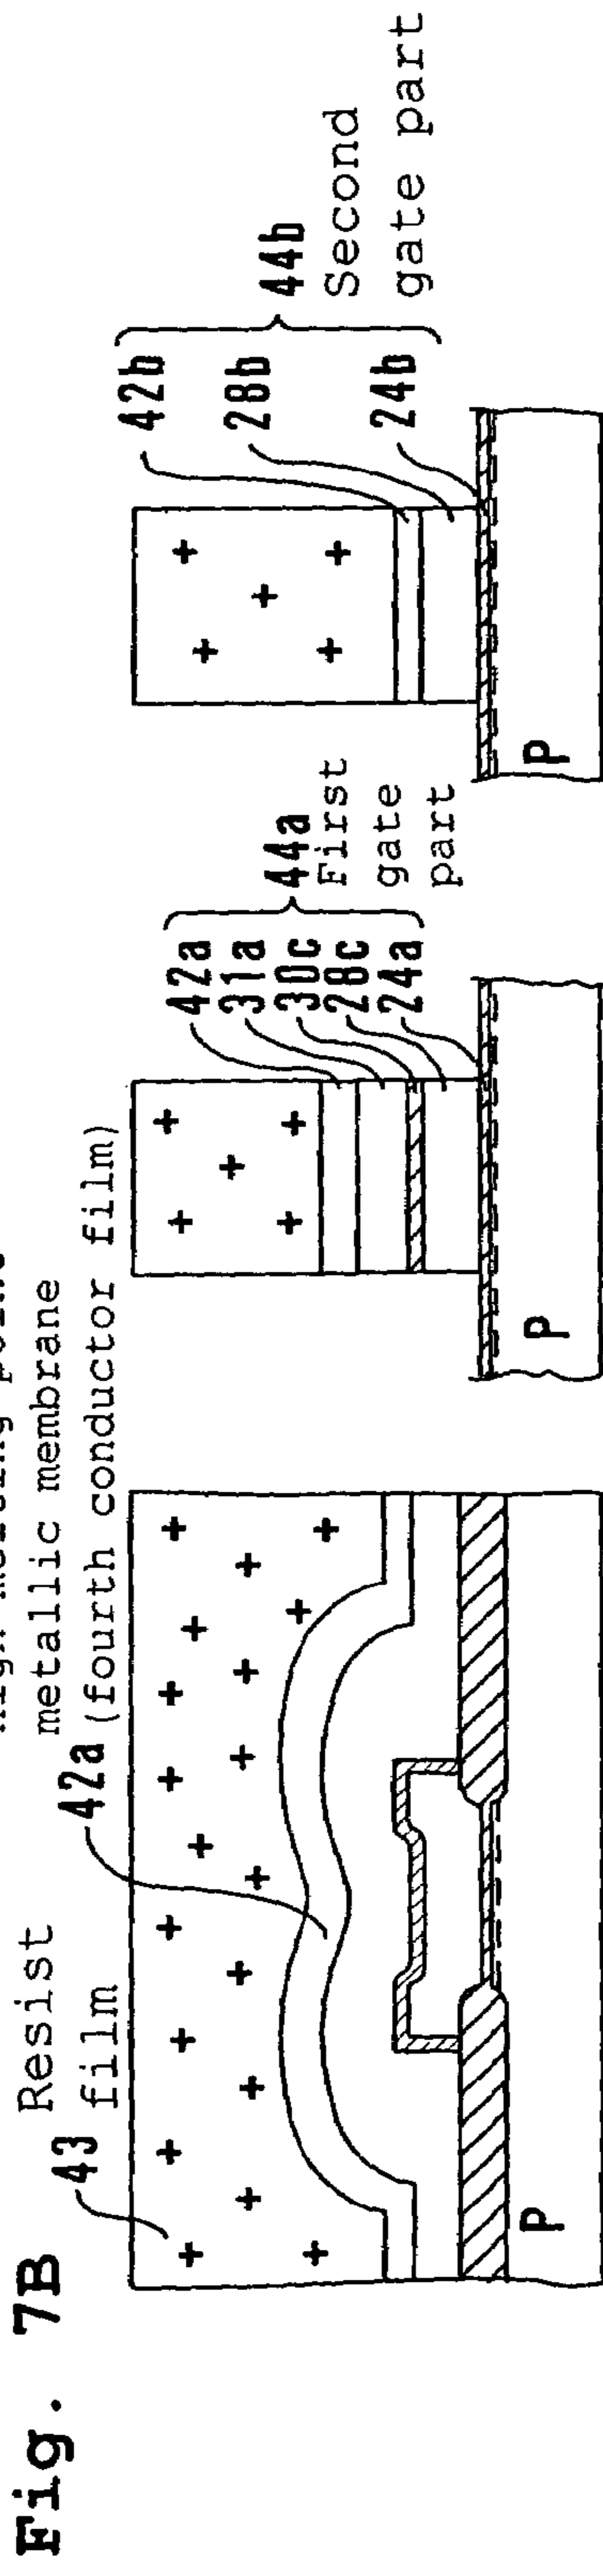 Fig. 7B
43
Resist
film
metallic membrane
42a (fourth conductor film)
P
42a
31a
30c
28c
24a
44a
First
gate
part
P
42b
28b
24b
44b
Second
gate part
P